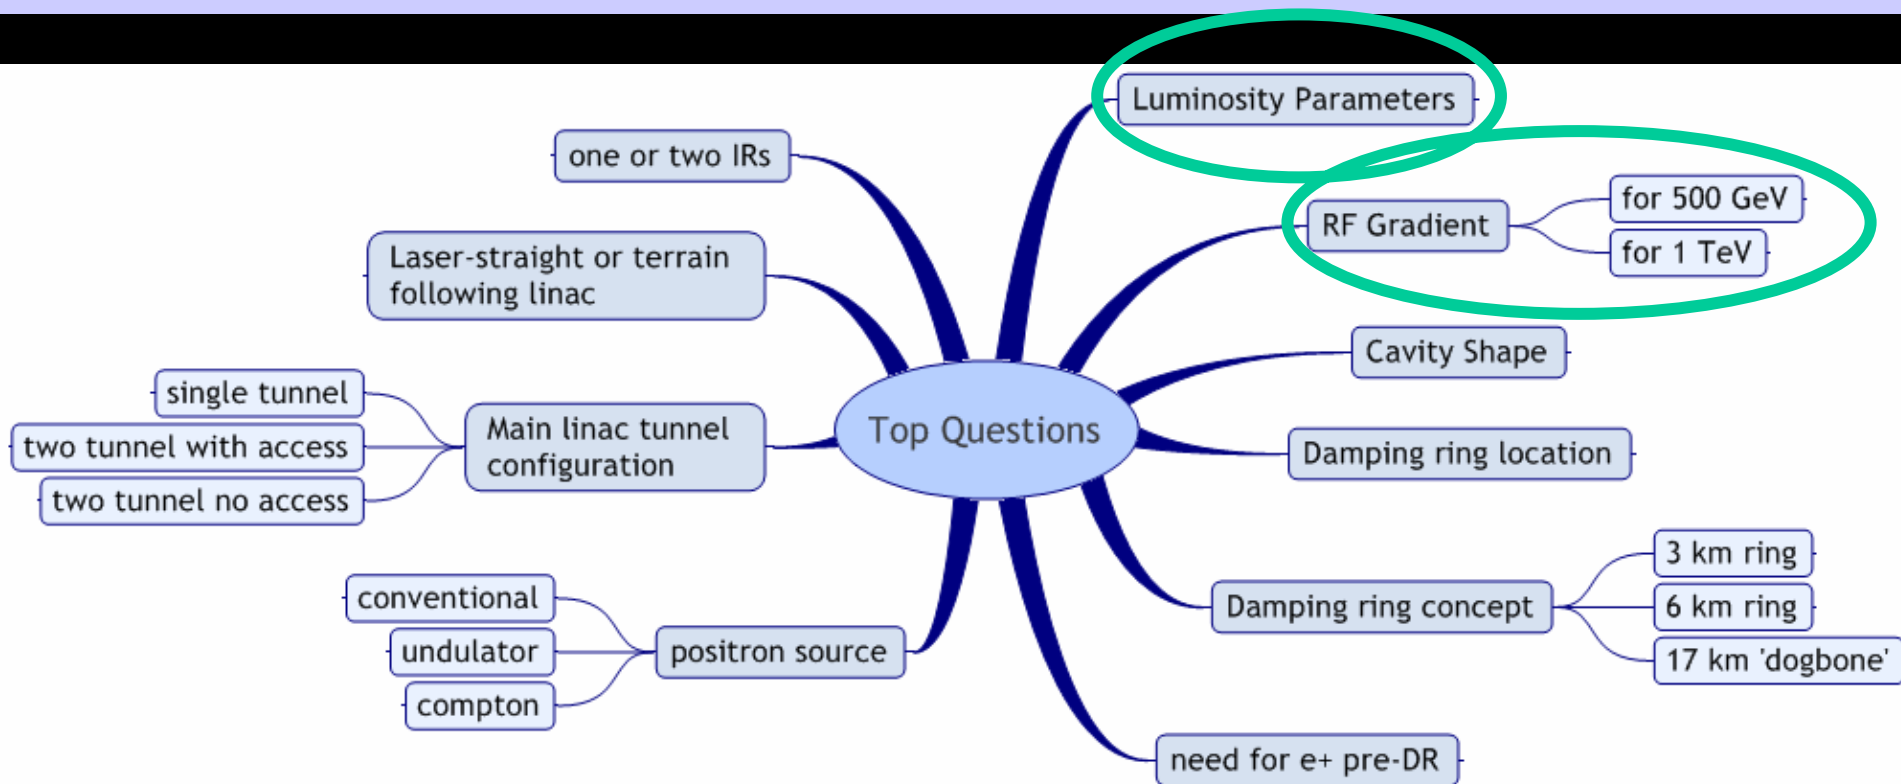 Top Questions
Luminosity Parameters
RF Gradient
for 500 GeV
for 1 TeV
Cavity Shape
Damping ring location
Damping ring concept
3 km ring
6 km ring
17 km 'dogbone'
need for e+ pre-DR
one or two IRs
Laser-straight or terrain
following linac
Main linac tunnel
configuration
single tunnel
two tunnel with access
two tunnel no access
positron source
conventional
undulator
compton